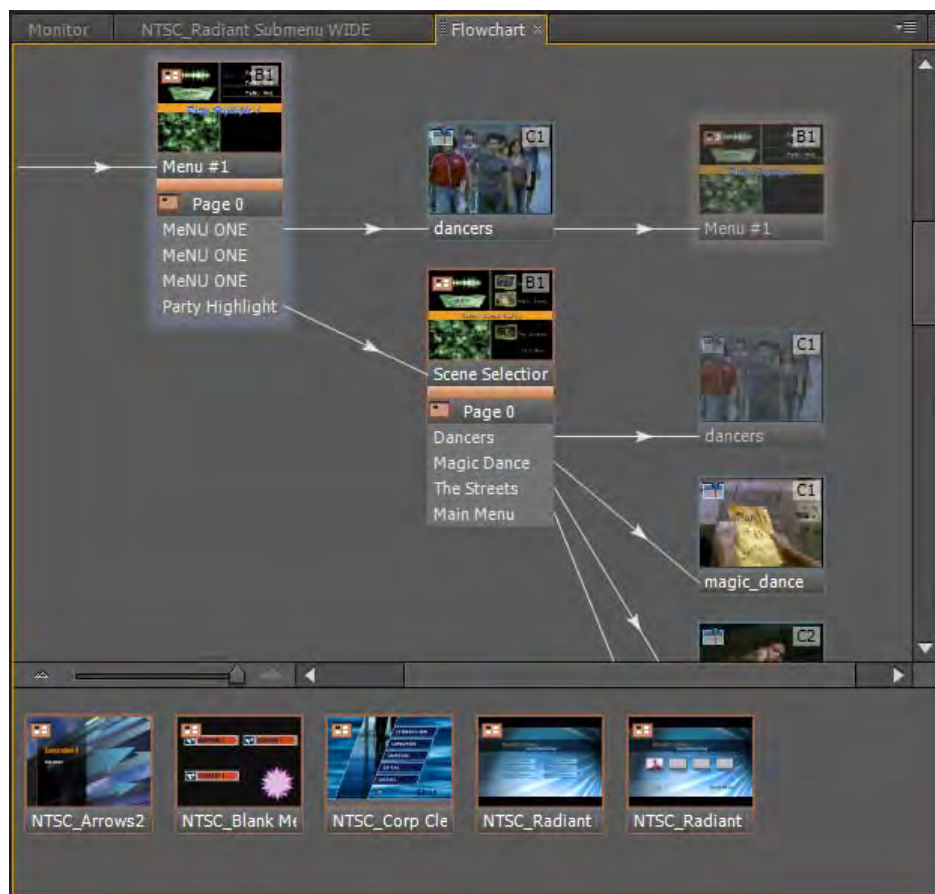 Monitor
NTSC_Radiant Submenu WIDE
Flowchart ×
B1
Menu #1
Page 0
MeNU ONE
MeNU ONE
MeNU ONE
Party Highlight
C1
dancers
B1
Menu #1
B1
Scene Selection
Page 0
Dancers
Magic Dance
The Streets
Main Menu
C1
dancers
C1
magic_dance
C2
NTSC_Arrows2
NTSC_Blank Me
NTSC_Corp Cle
NTSC_Radiant
NTSC_Radiant